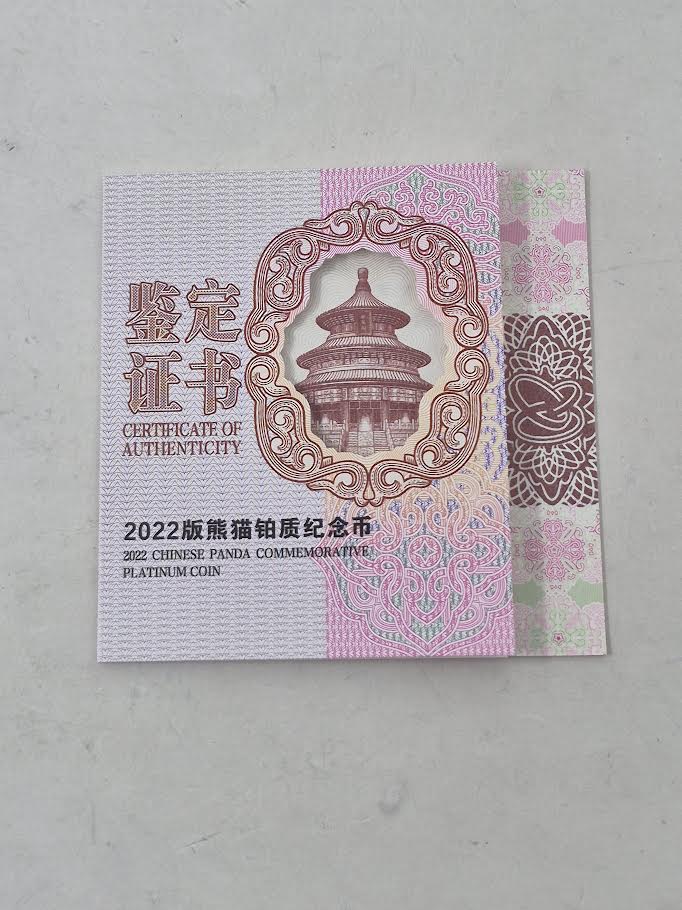 鉴定
证书
CERTIFICATE OF
AUTHENTICITY
2022版熊猫铂质纪念币
2022 CHINESE PANDA COMMEMORATIVE
PLATINUM COIN